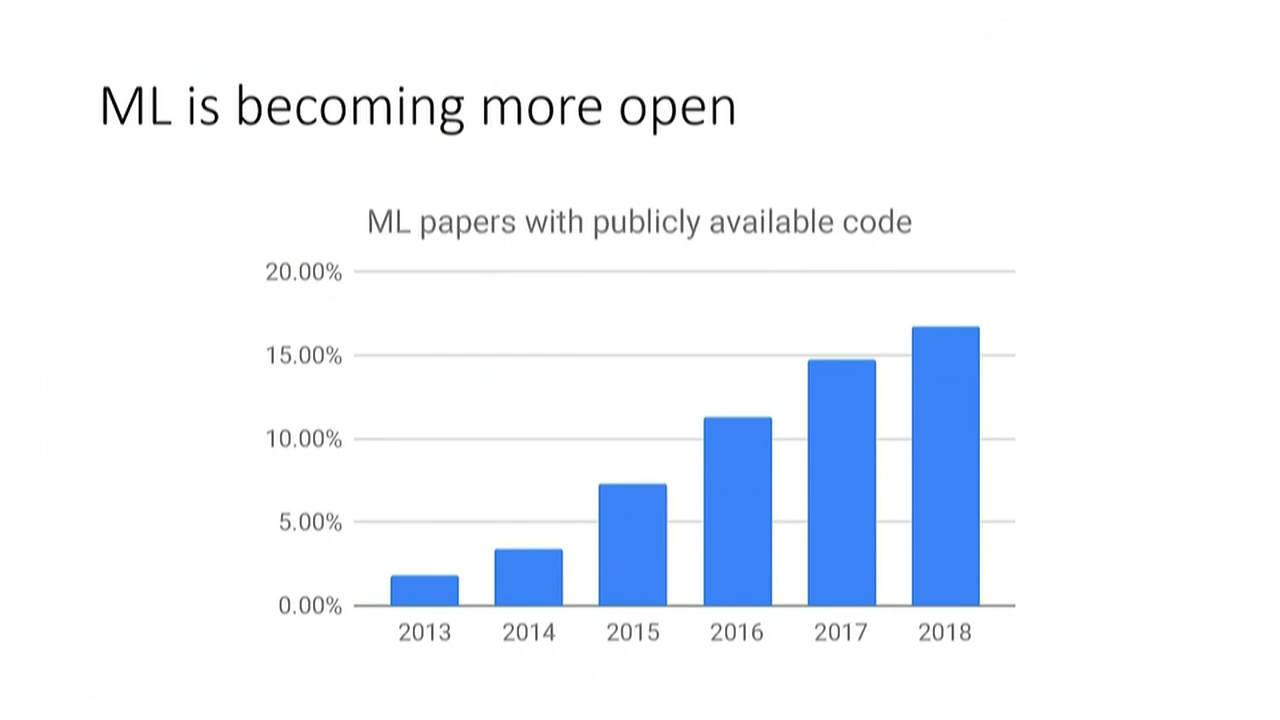 ML is becoming more open
ML papers with publicly available code
20.00%
15.00%
10.00%
5.00%
0.00%
2013 2014 2015 2016 2017 2018